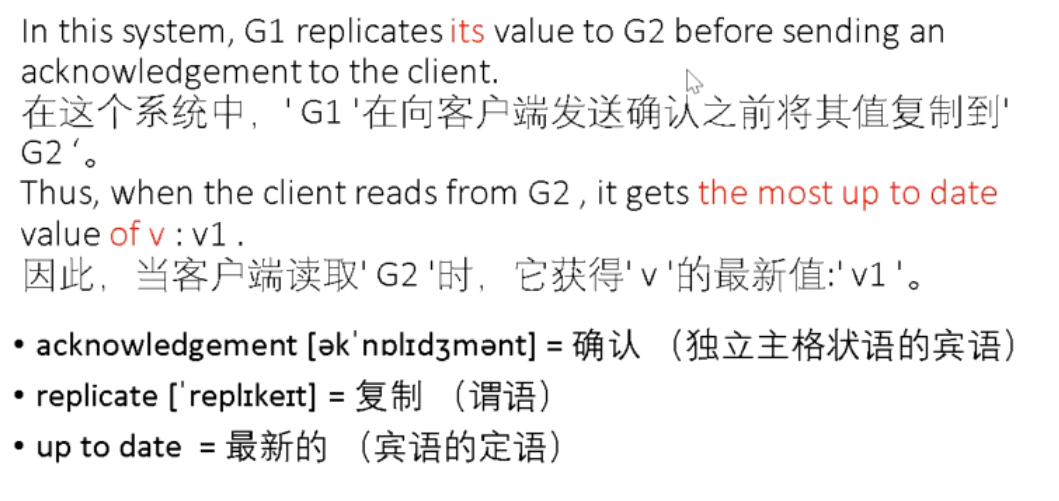 In this system, G1 replicates its value to G2 before sending an
acknowledgement to the client.
在这个系统中，'G1'在向客户端发送确认之前将其值复制到'
G2‘。
Thus, when the client reads from G2 , it gets the most up to date
value of v : v1 .
因此，当客户端读取' G2 '时，它获得' v '的最新值:' v1 '。
• acknowledgement [əkˈnɒlɪdʒmənt] = 确认 （独立主格状语的宾语）
• replicate [ˈreplɪkeɪt] = 复制 （谓语）
• up to date = 最新的 （宾语的定语）